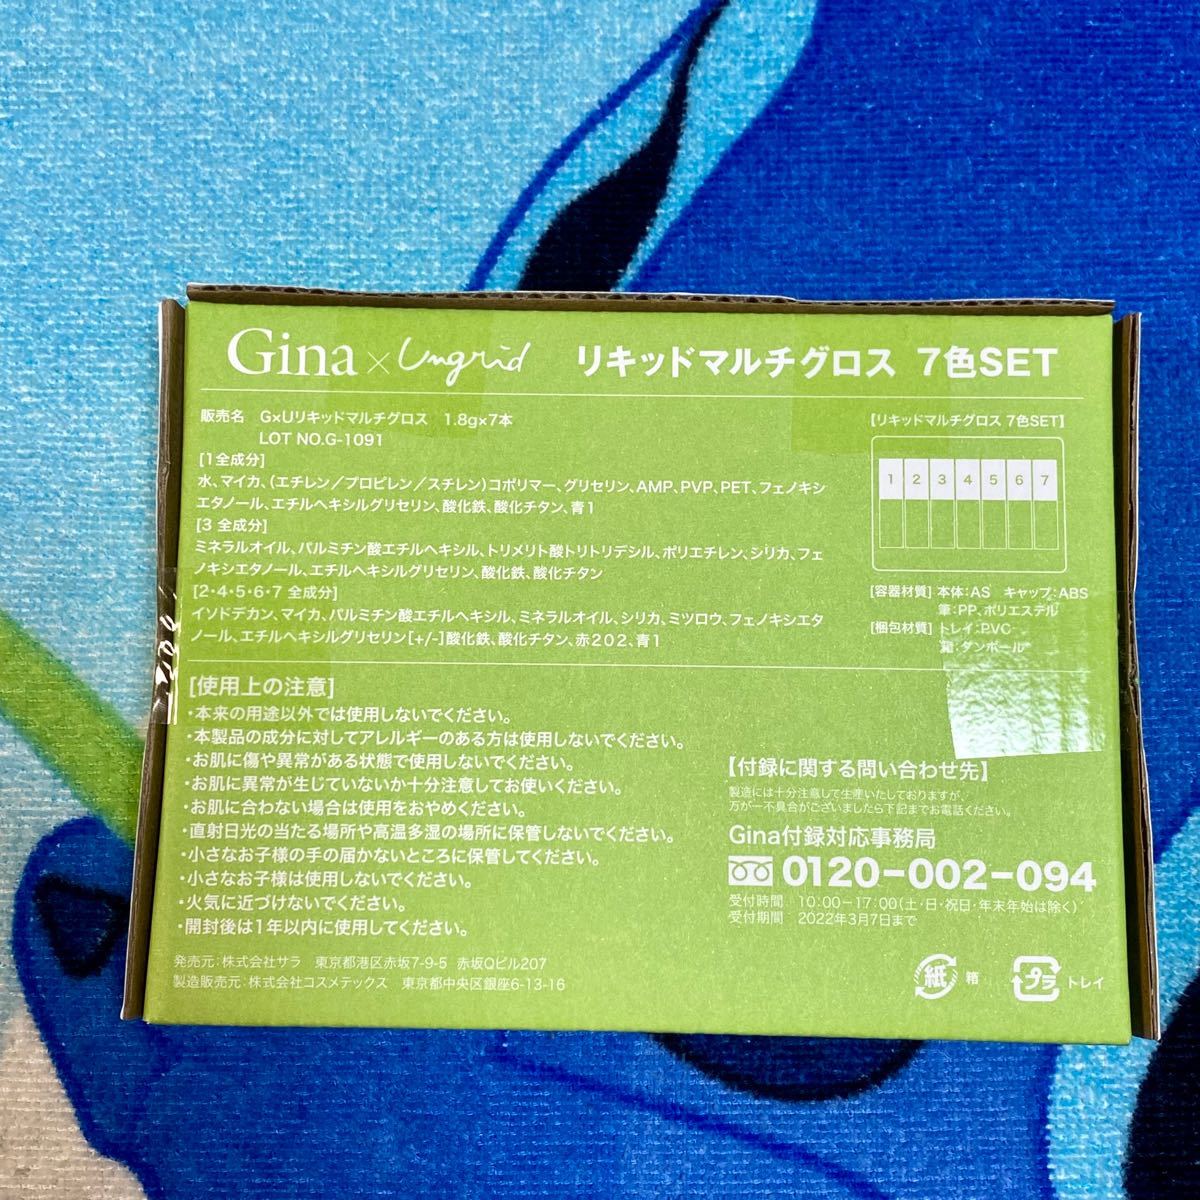 Gina × Ungrid リキッドマルチグロス 7色SET
販売名 G×Uリキッドマルチグロス 1.8g×7本
LOT NO.G-1091
[1全成分]
水、マイカ、(エチレン/プロピレン/スチレン)コポリマー、グリセリン、AMP、PVP、PET、フェノキシ
エタノール、エチルヘキシルグリセリン、酸化鉄、酸化チタン、青1
[3 全成分]
ミネラルオイル、パルミチン酸エチルヘキシル、トリメリト酸トリトリデシル、ポリエチレン、シリカ、フェ
ノキシエタノール、エチルヘキシルグリセリン、酸化鉄、酸化チタン
[2・4・5・6・7 全成分]
イソドデカン、マイカ、パルミチン酸エチルヘキシル、ミネラルオイル、シリカ、ミツロウ、フェノキシエタ
ノール、エチルヘキシルグリセリン[+/-]酸化鉄、酸化チタン、赤202、青1
【リキッドマルチグロス 7色SET】
1 2 3 4 5 6 7
[容器材質] 本体:AS キャップ:ABS
筆:PP、ポリエステル
[梱包材質] トレイ:PVC
箱:ダンボール
[使用上の注意]
・本来の用途以外では使用しないでください。
・本製品の成分に対してアレルギーのある方は使用しないでください。
・お肌に傷や異常がある状態で使用しないでください。
・お肌に異常が生じていないか十分注意してお使いください。
・お肌に合わない場合は使用をおやめください。
・直射日光の当たる場所や高温多湿の場所に保管しないでください。
・小さなお子様の手の届かないところに保管してください。
・小さなお子様は使用しないでください。
・火気に近づけないでください。
・開封後は1年以内に使用してください。
【付録に関する問い合わせ先】
製造には十分注意して生産いたしておりますが、
万が一不具合がございましたら下記までお電話ください。
Gina付録対応事務局
0120-002-094
受付時間 10:00-17:00(土・日・祝日・年末年始は除く)
受付期間 2022年3月7日まで
発売元:株式会社サラ 東京都港区赤坂7-9-5 赤坂Qビル207
製造販売元:株式会社コスメテックス 東京都中央区銀座6-13-16
紙 箱 プラ トレイ